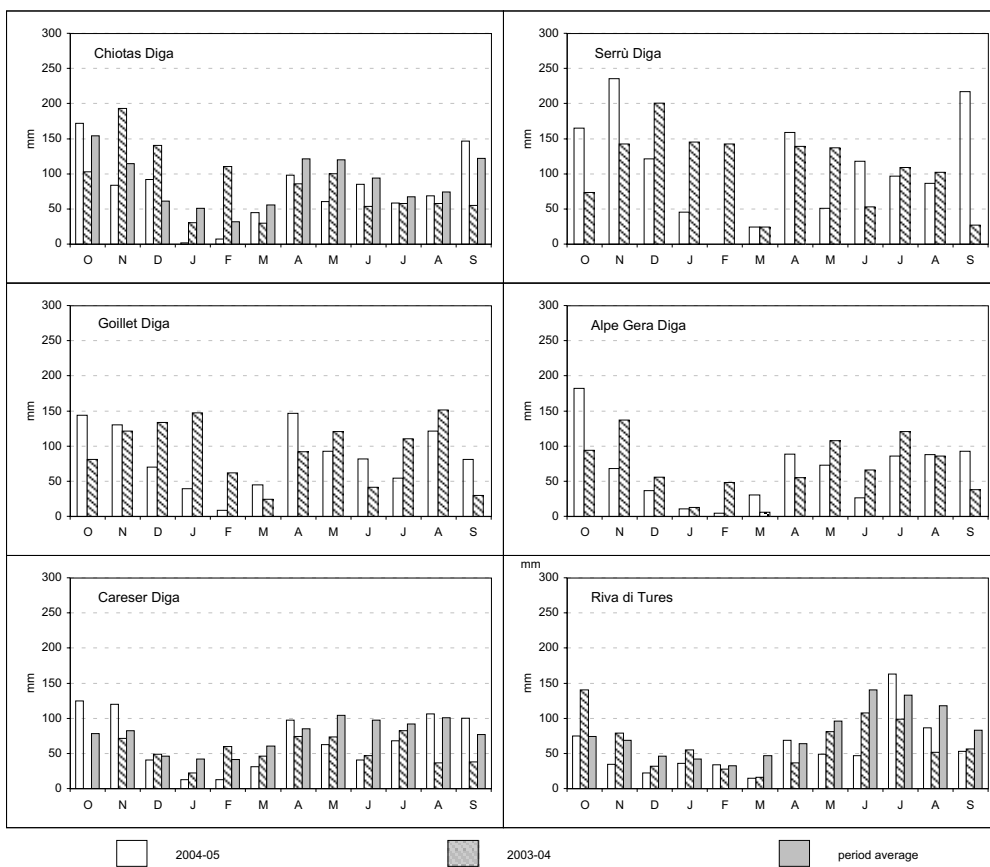 Chiotas Diga
300
250
200
150
100
50
0
mm
O N D J F M A M J J A S
Serrù Diga
300
250
200
150
100
50
0
mm
O N D J F M A M J J A S
Goillet Diga
300
250
200
150
100
50
0
mm
O N D J F M A M J J A S
Alpe Gera Diga
300
250
200
150
100
50
0
mm
O N D J F M A M J J A S
Careser Diga
300
250
200
150
100
50
0
mm
O N D J F M A M J J A S
mm
Riva di Tures
300
250
200
150
100
50
0
mm
O N D J F M A M J J A S
2004-05 2003-04 period average